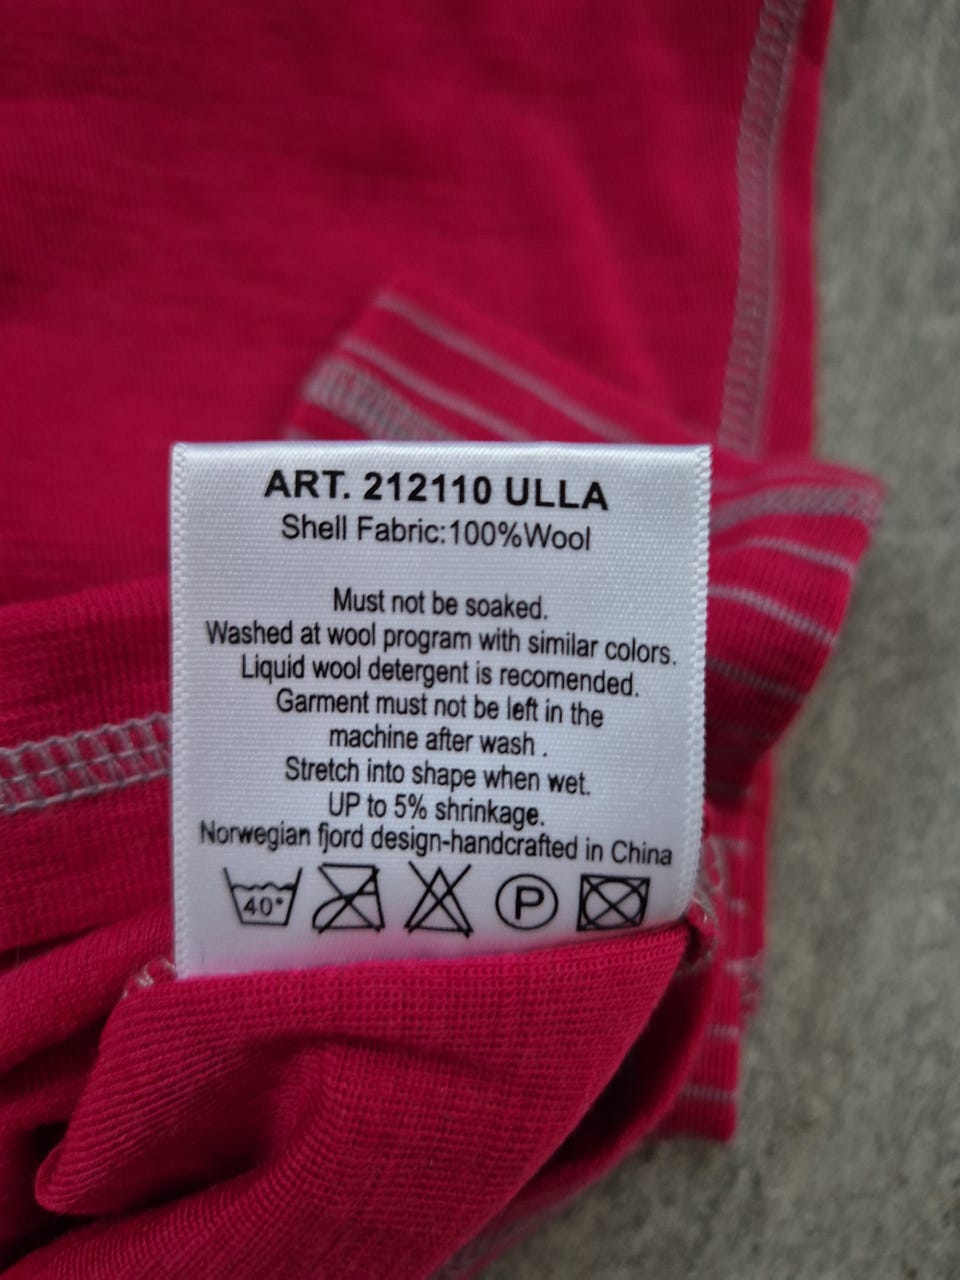 ART. 212110 ULLA
Shell Fabric:100%Wool
Must not be soaked.
Washed at wool program with similar colors.
Liquid wool detergent is recomended.
Garment must not be left in the
machine after wash .
Stretch into shape when wet.
UP to 5% shrinkage.
Norwegian fjord design-handcrafted in China
40° P